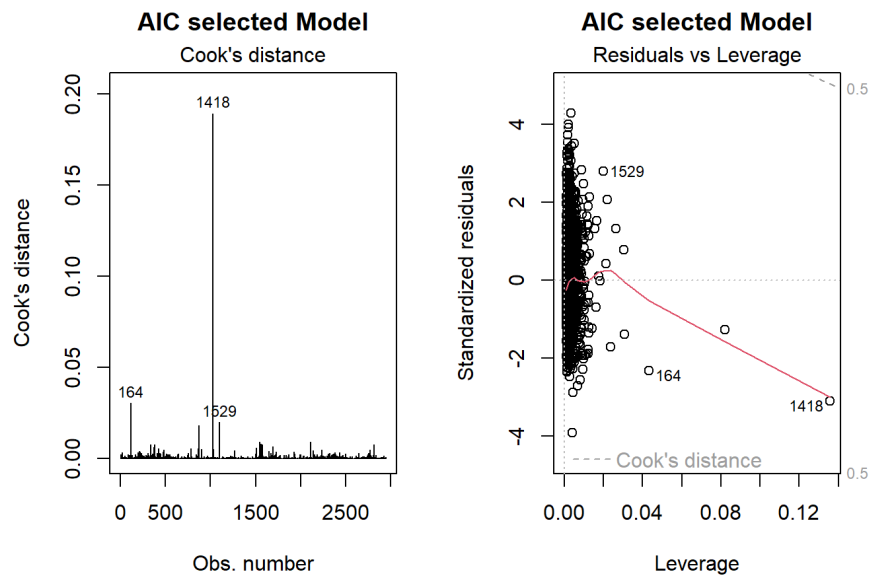 AIC selected Model
Cook's distance
Cook's distance
0.00
0.05
0.10
0.15
0.20
164
1418
1529
0
500
1500
2500
Obs. number
AIC selected Model
Residuals vs Leverage
Standardized residuals
4
2
0
-2
-4
0.5
1529
164
1418
Cook's distance
0.5
0.00
0.04
0.08
0.12
Leverage